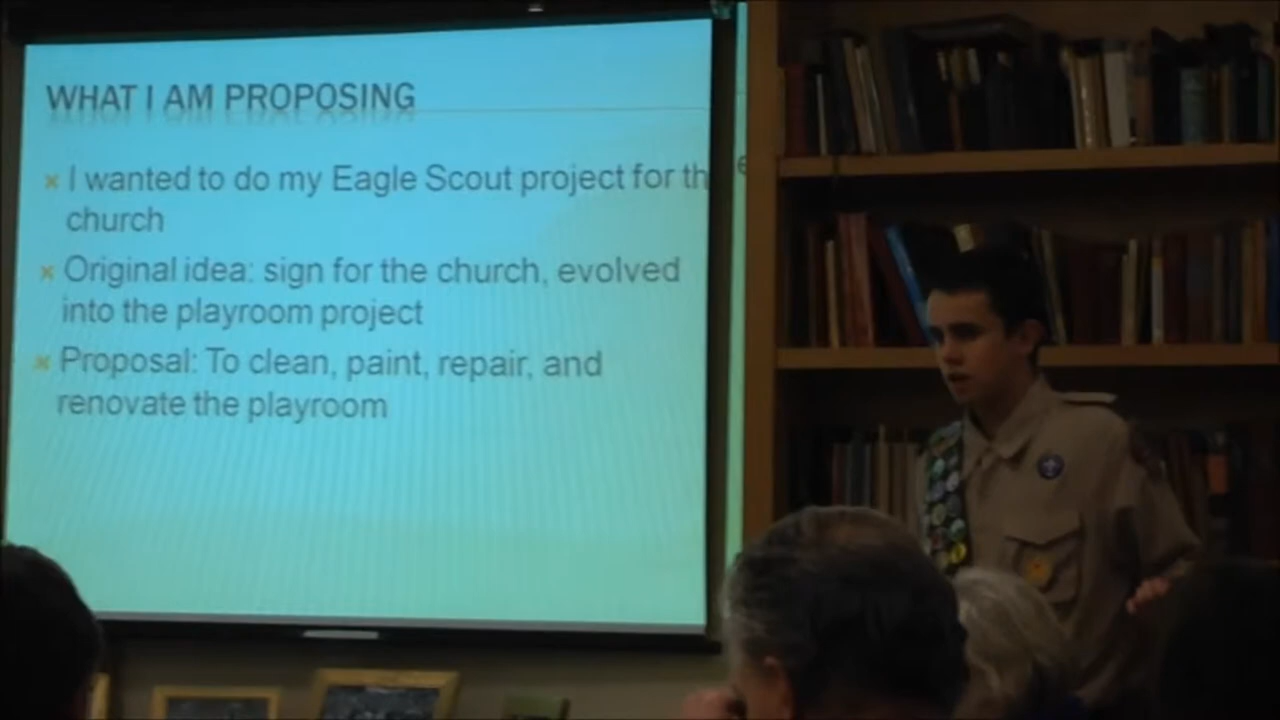 WHAT I AM PROPOSING
I wanted to do my Eagle Scout project for the
church
Original idea: sign for the church, evolved
into the playroom project
Proposal: To clean, paint, repair, and
renovate the playroom